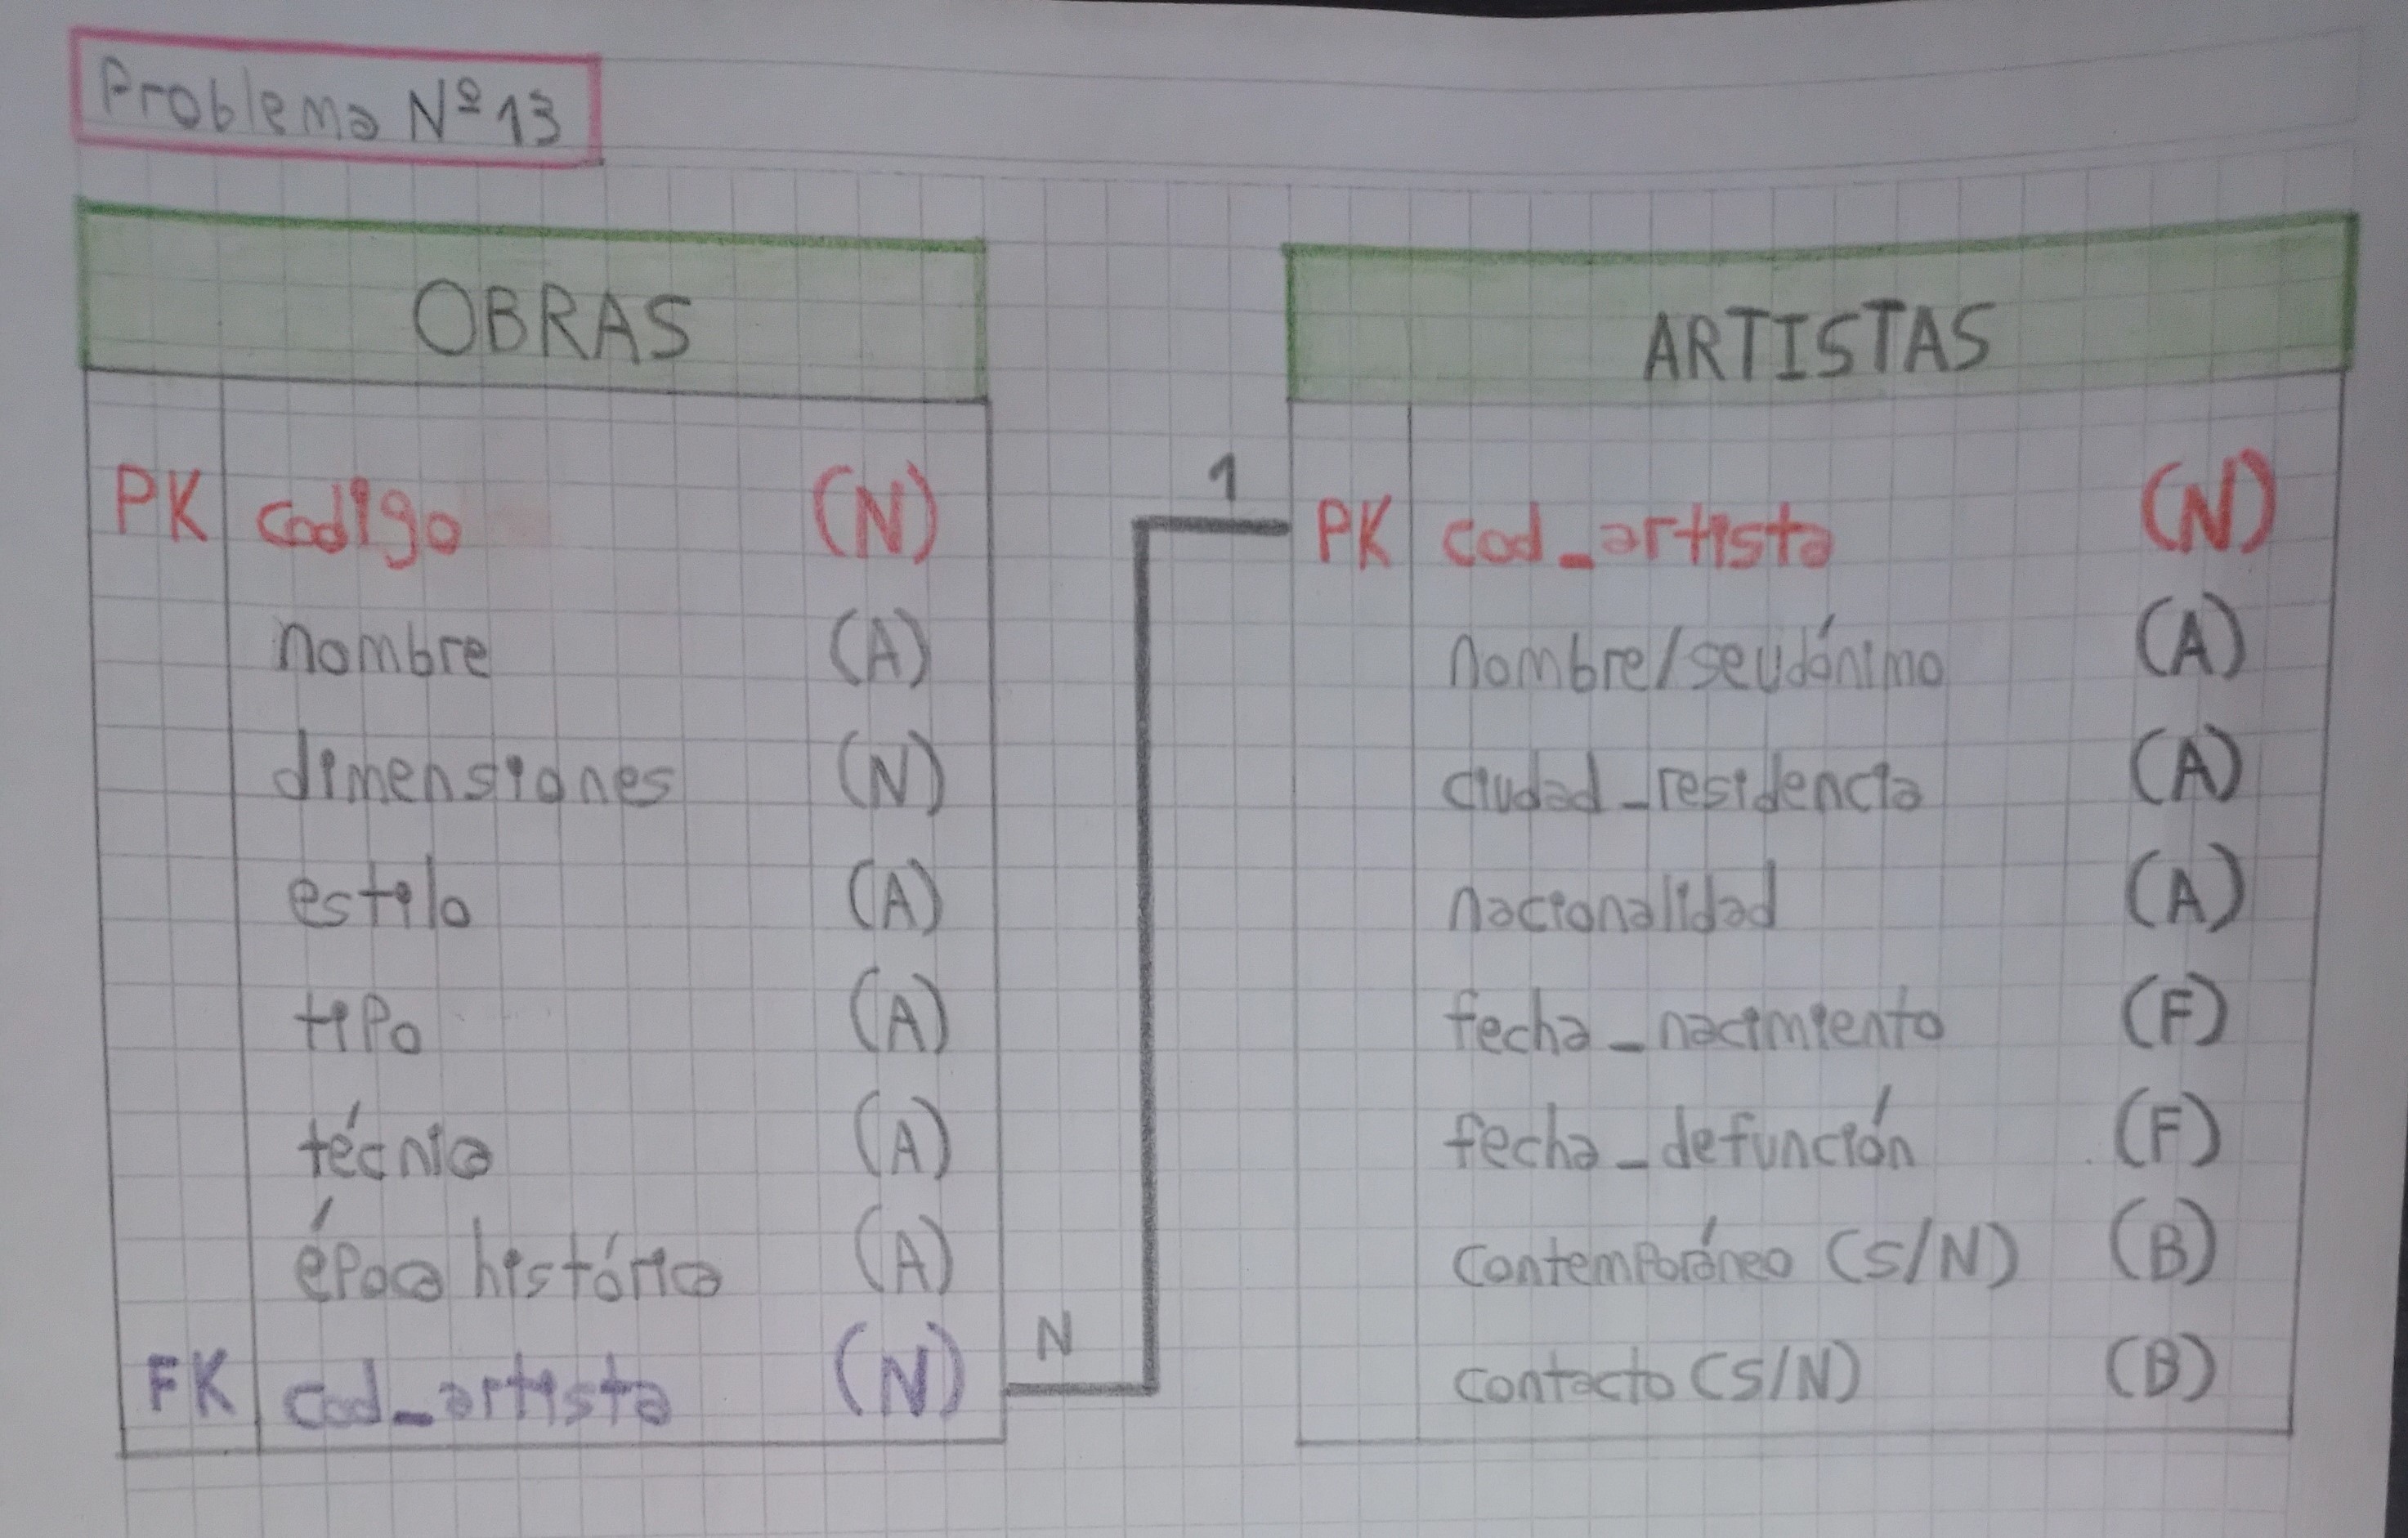 Problema Nº 13
OBRAS
PK codigo (N)
nombre (A)
dimensiones (N)
estilo (A)
tipo (A)
técnica (A)
época histórica (A)
FK cod_artista (N)
N
1
ARTISTAS
PK cod_artista (N)
nombre/seudónimo (A)
ciudad_residencia (A)
nacionalidad (A)
fecha_nacimiento (F)
fecha_defunción (F)
contemporáneo (S/N) (B)
contacto (S/N) (B)